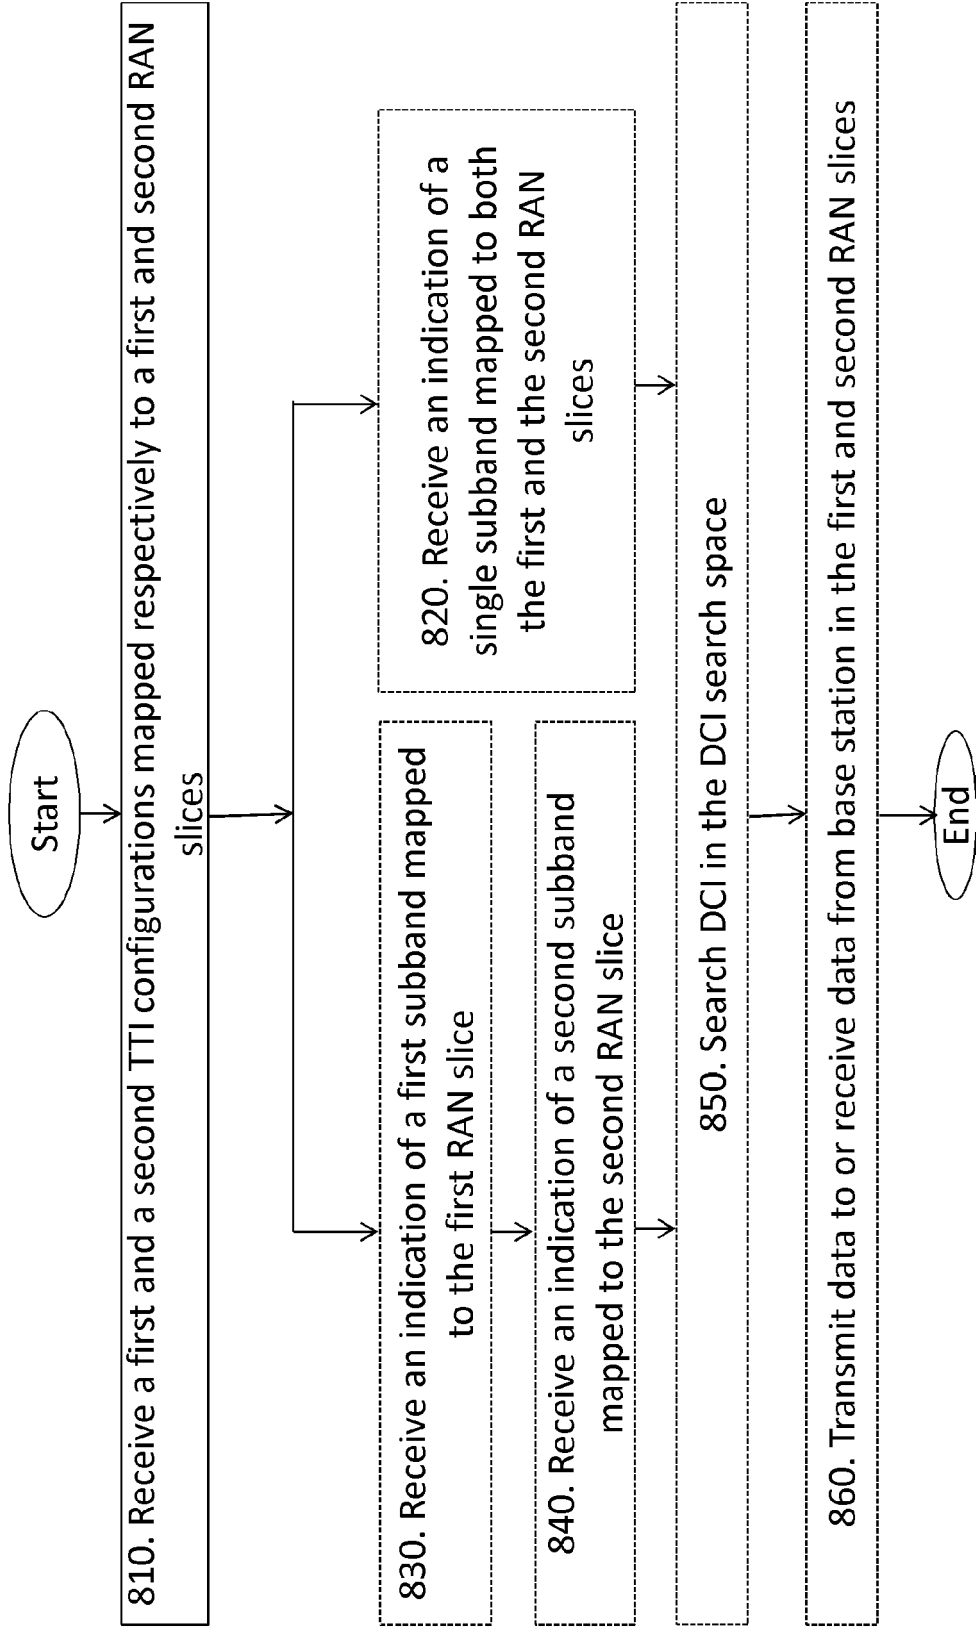 Start
810. Receive a first and a second TTI configurations mapped respectively to a first and second RAN
slices
830. Receive an indication of a first subband mapped
to the first RAN slice
840. Receive an indication of a second subband
mapped to the second RAN slice
820. Receive an indication of a
single subband mapped to both
the first and the second RAN
slices
850. Search DCI in the DCI search space
860. Transmit data to or receive data from base station in the first and second RAN slices
End